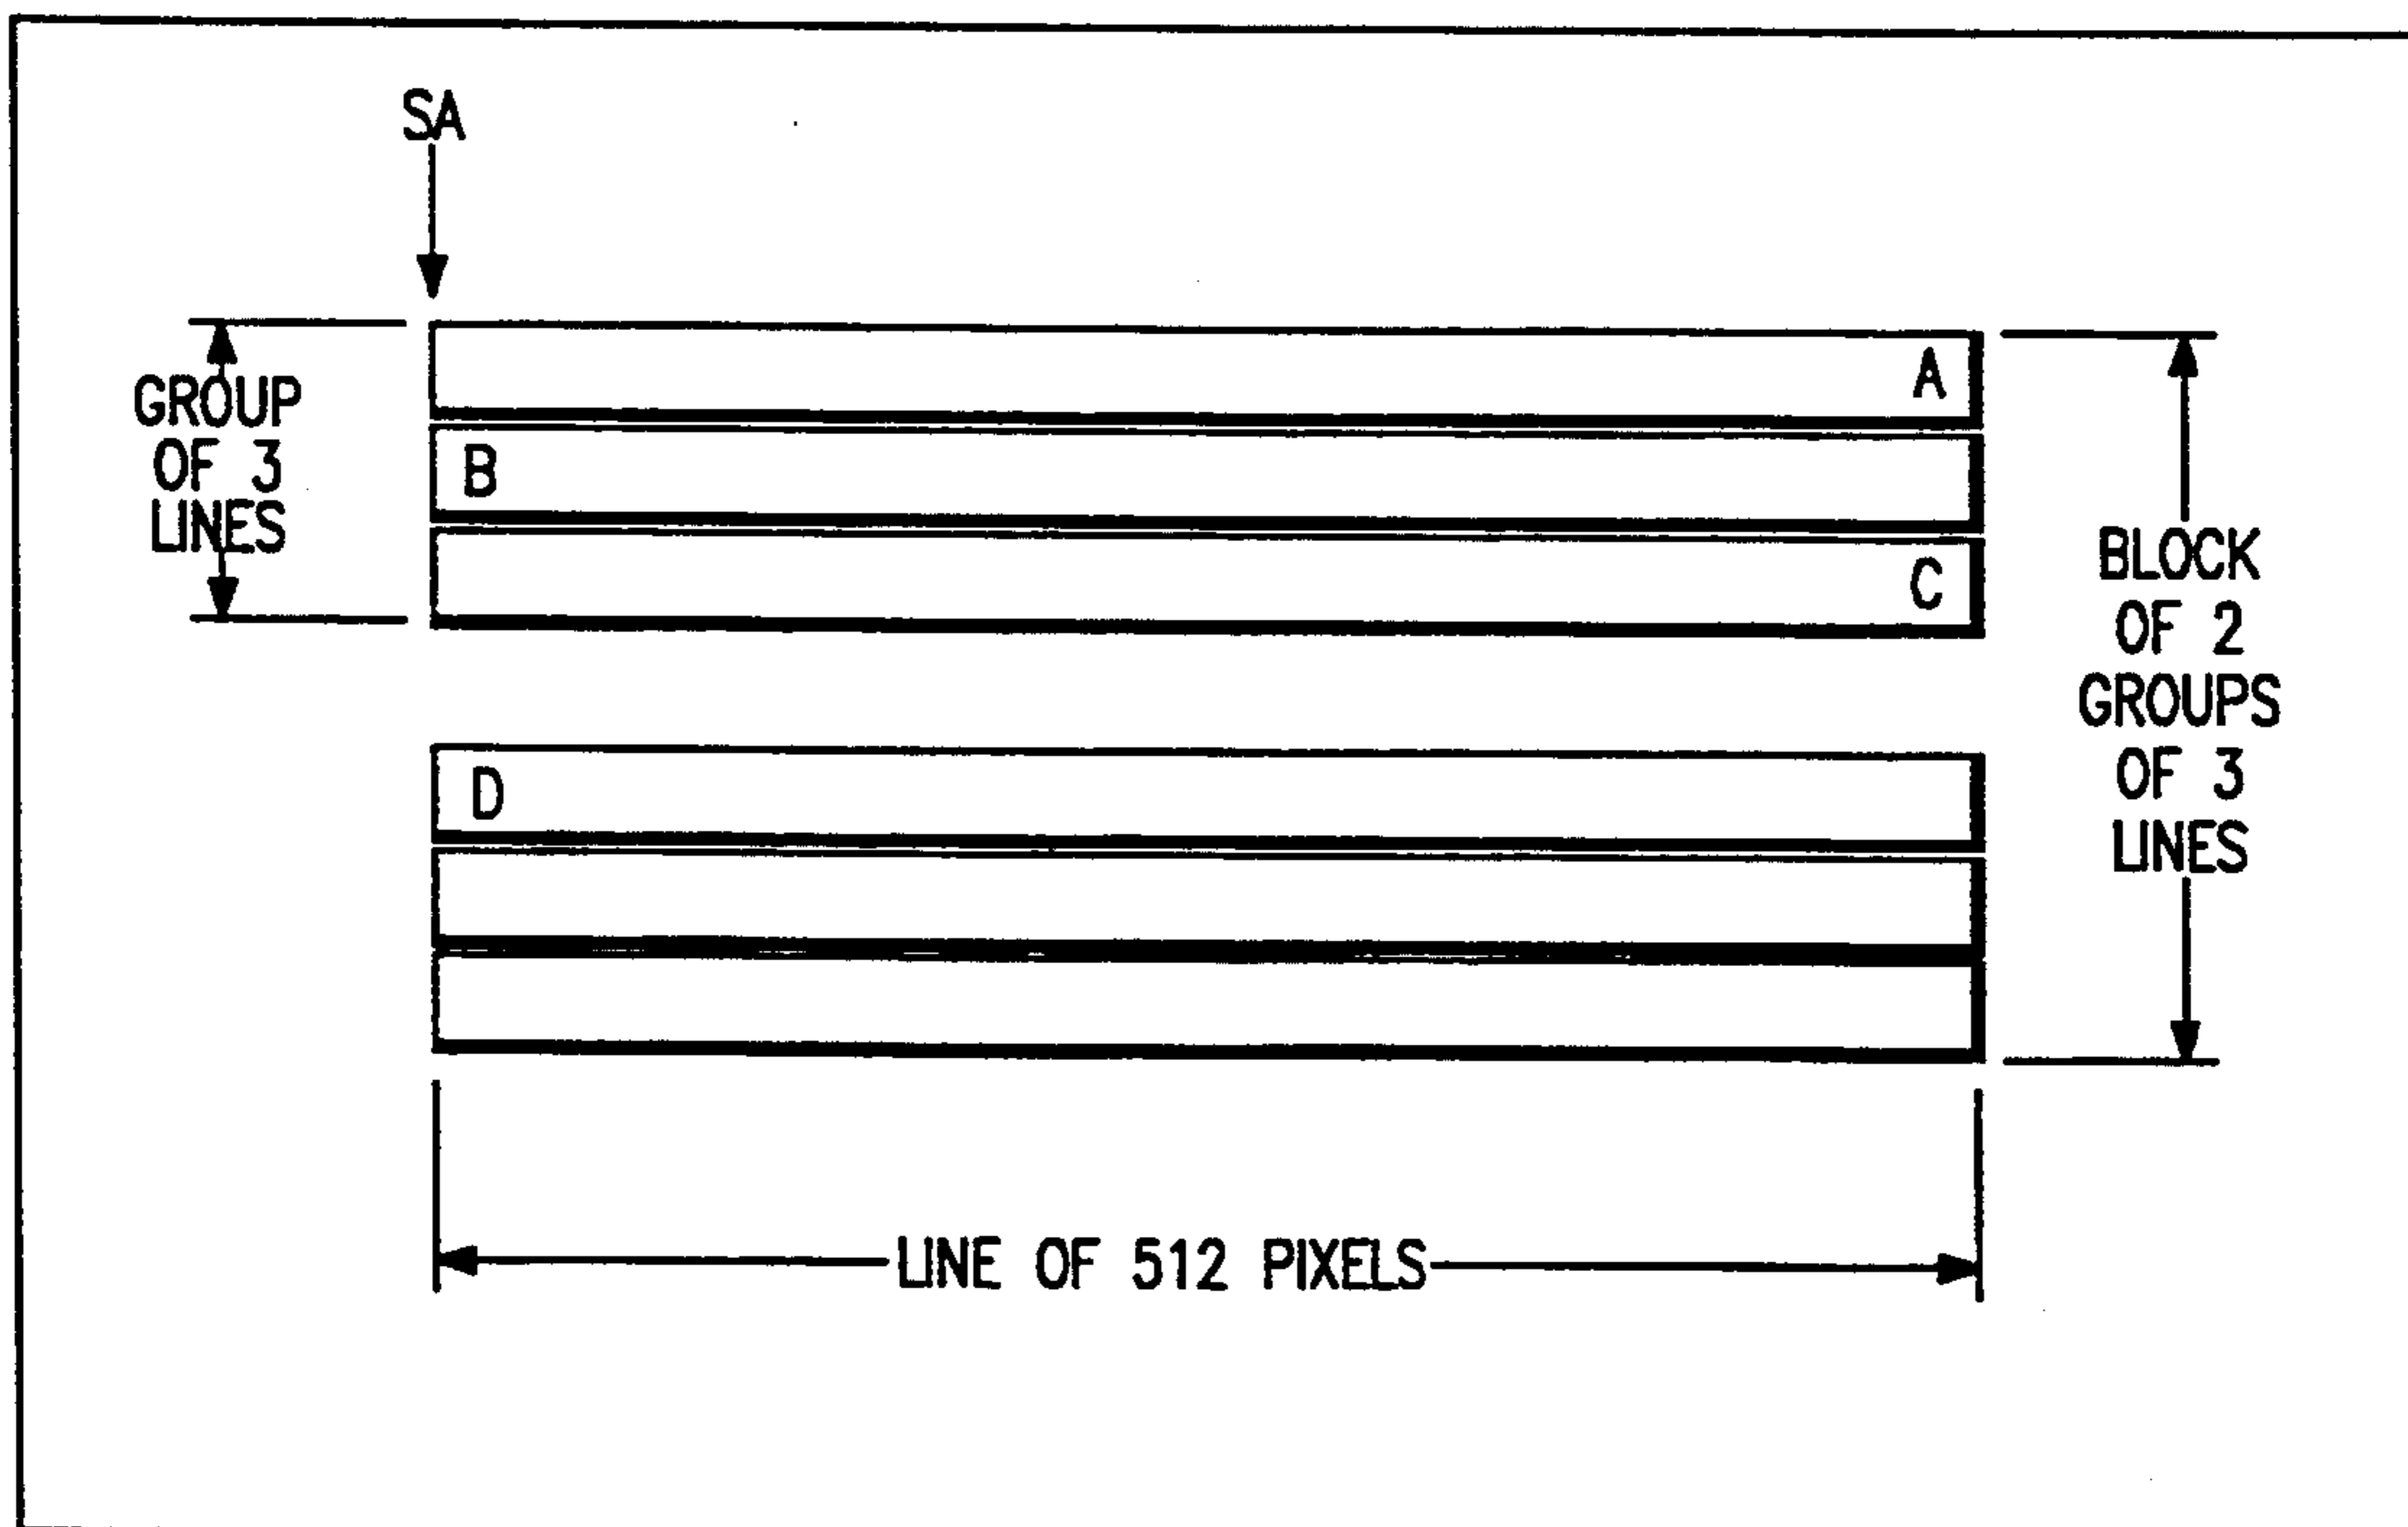 SA
GROUP
OF 3
LINES
A
B
C
D
BLOCK
OF 2
GROUPS
OF 3
LINES
LINE OF 512 PIXELS